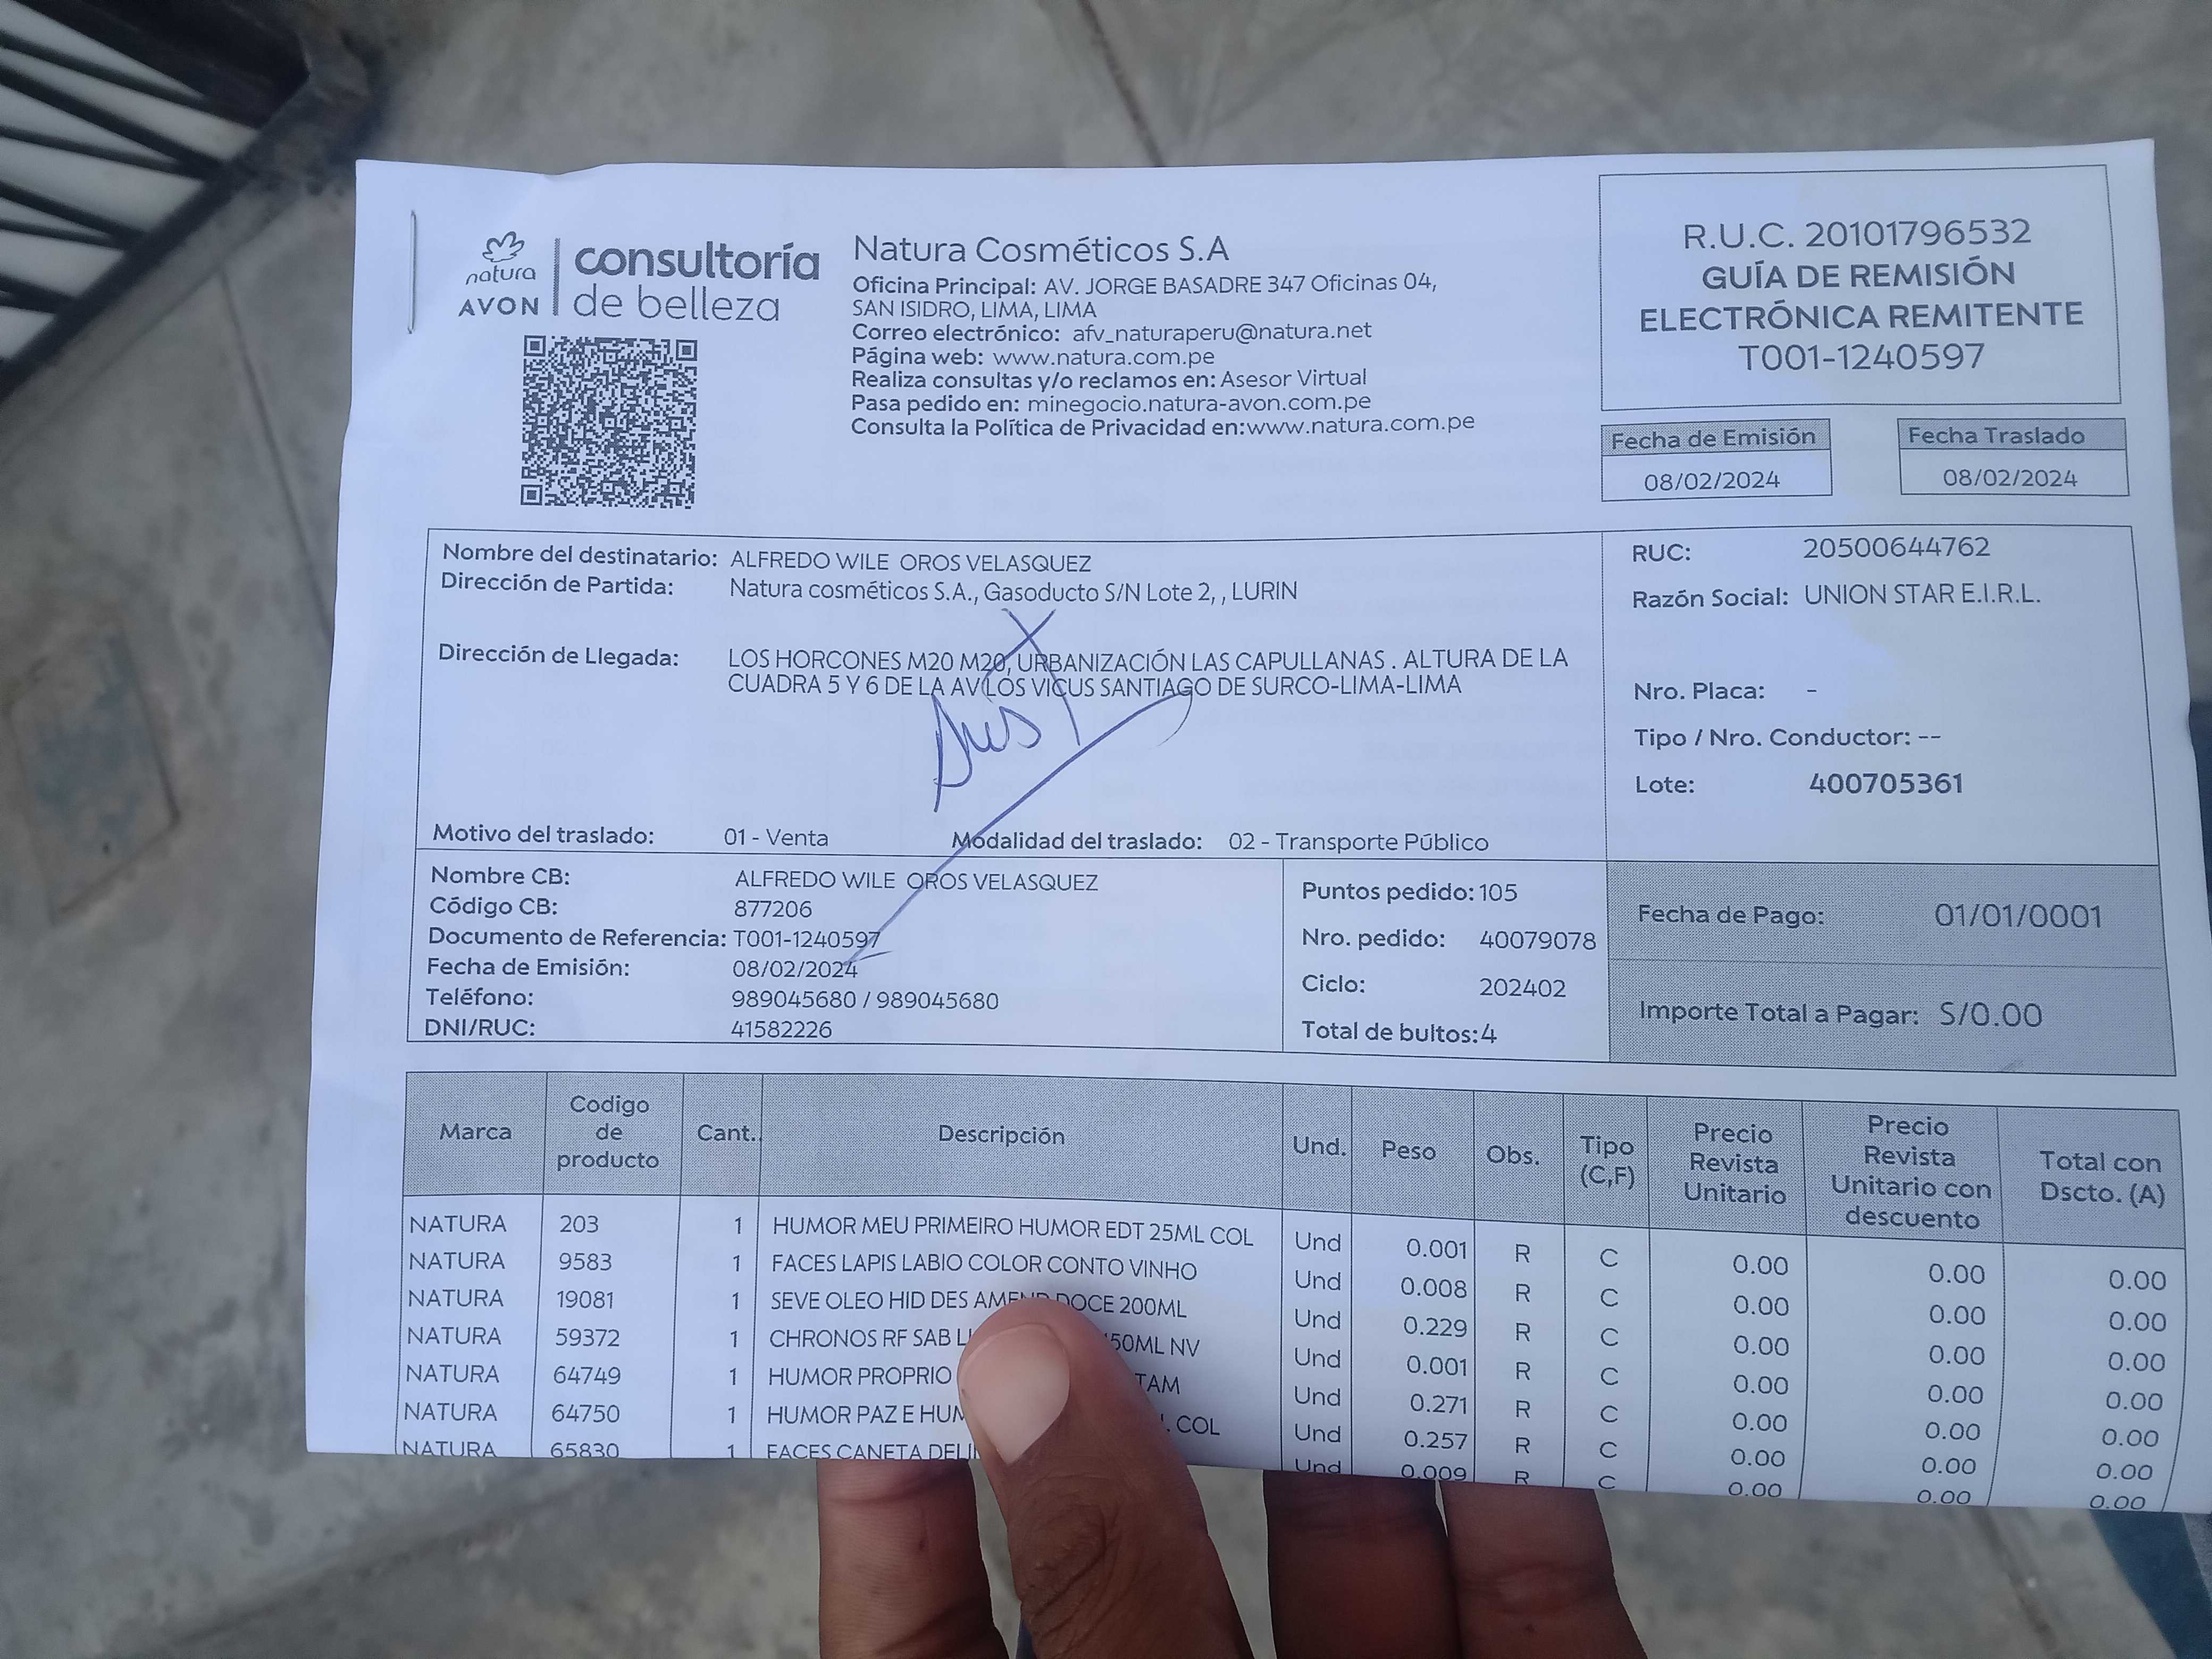 natura
AVON
consultoría
de belleza
Natura Cosméticos S.A
Oficina Principal: AV. JORGE BASADRE 347 Oficinas 04,
SAN ISIDRO, LIMA, LIMA
Correo electrónico: afv_naturaperu@natura.net
Página web: www.natura.com.pe
Realiza consultas y/o reclamos en: Asesor Virtual
Pasa pedido en: minegocio.natura-avon.com.pe
Consulta la Política de Privacidad en:www.natura.com.pe
R.U.C. 20101796532
GUÍA DE REMISIÓN
ELECTRÓNICA REMITENTE
T001-1240597
Fecha de Emisión
08/02/2024
Fecha Traslado
08/02/2024
Nombre del destinatario: ALFREDO WILE OROS VELASQUEZ
Dirección de Partida: Natura cosméticos S.A., Gasoducto S/N Lote 2, , LURIN
Dirección de Llegada: LOS HORCONES M20 M20, URBANIZACIÓN LAS CAPULLANAS . ALTURA DE LA
CUADRA 5 Y 6 DE LA AV LOS VICUS SANTIAGO DE SURCO-LIMA-LIMA
Motivo del traslado: 01 - Venta Modalidad del traslado: 02 - Transporte Público
RUC: 20500644762
Razón Social: UNION STAR E.I.R.L.
Nro. Placa: -
Tipo / Nro. Conductor: --
Lote: 400705361
Nombre CB: ALFREDO WILE OROS VELASQUEZ
Código CB: 877206
Documento de Referencia: T001-1240597
Fecha de Emisión: 08/02/2024
Teléfono: 989045680 / 989045680
DNI/RUC: 41582226
Puntos pedido: 105
Nro. pedido: 40079078
Ciclo: 202402
Total de bultos: 4
Fecha de Pago: 01/01/0001
Importe Total a Pagar: S/0.00
Marca Codigo de producto Cant. Descripción Und. Peso Obs. Tipo (C,F) Precio Revista Unitario Precio Revista Unitario con descuento Total con Dscto. (A)
NATURA 203 1 HUMOR MEU PRIMEIRO HUMOR EDT 25ML COL Und 0.001 R C 0.00 0.00 0.00
NATURA 9583 1 FACES LAPIS LABIO COLOR CONTO VINHO Und 0.008 R C 0.00 0.00 0.00
NATURA 19081 1 SEVE OLEO HID DES AMEND DOCE 200ML Und 0.229 R C 0.00 0.00 0.00
NATURA 59372 1 CHRONOS RF SAB 50ML NV Und 0.001 R C 0.00 0.00 0.00
NATURA 64749 1 HUMOR PROPRIO TAM Und 0.271 R C 0.00 0.00 0.00
NATURA 64750 1 HUMOR PAZ E COL Und 0.257 R C 0.00 0.00 0.00
NATURA 65830 1 FACES CANETA Und 0.009 R C 0.00 0.00 0.00